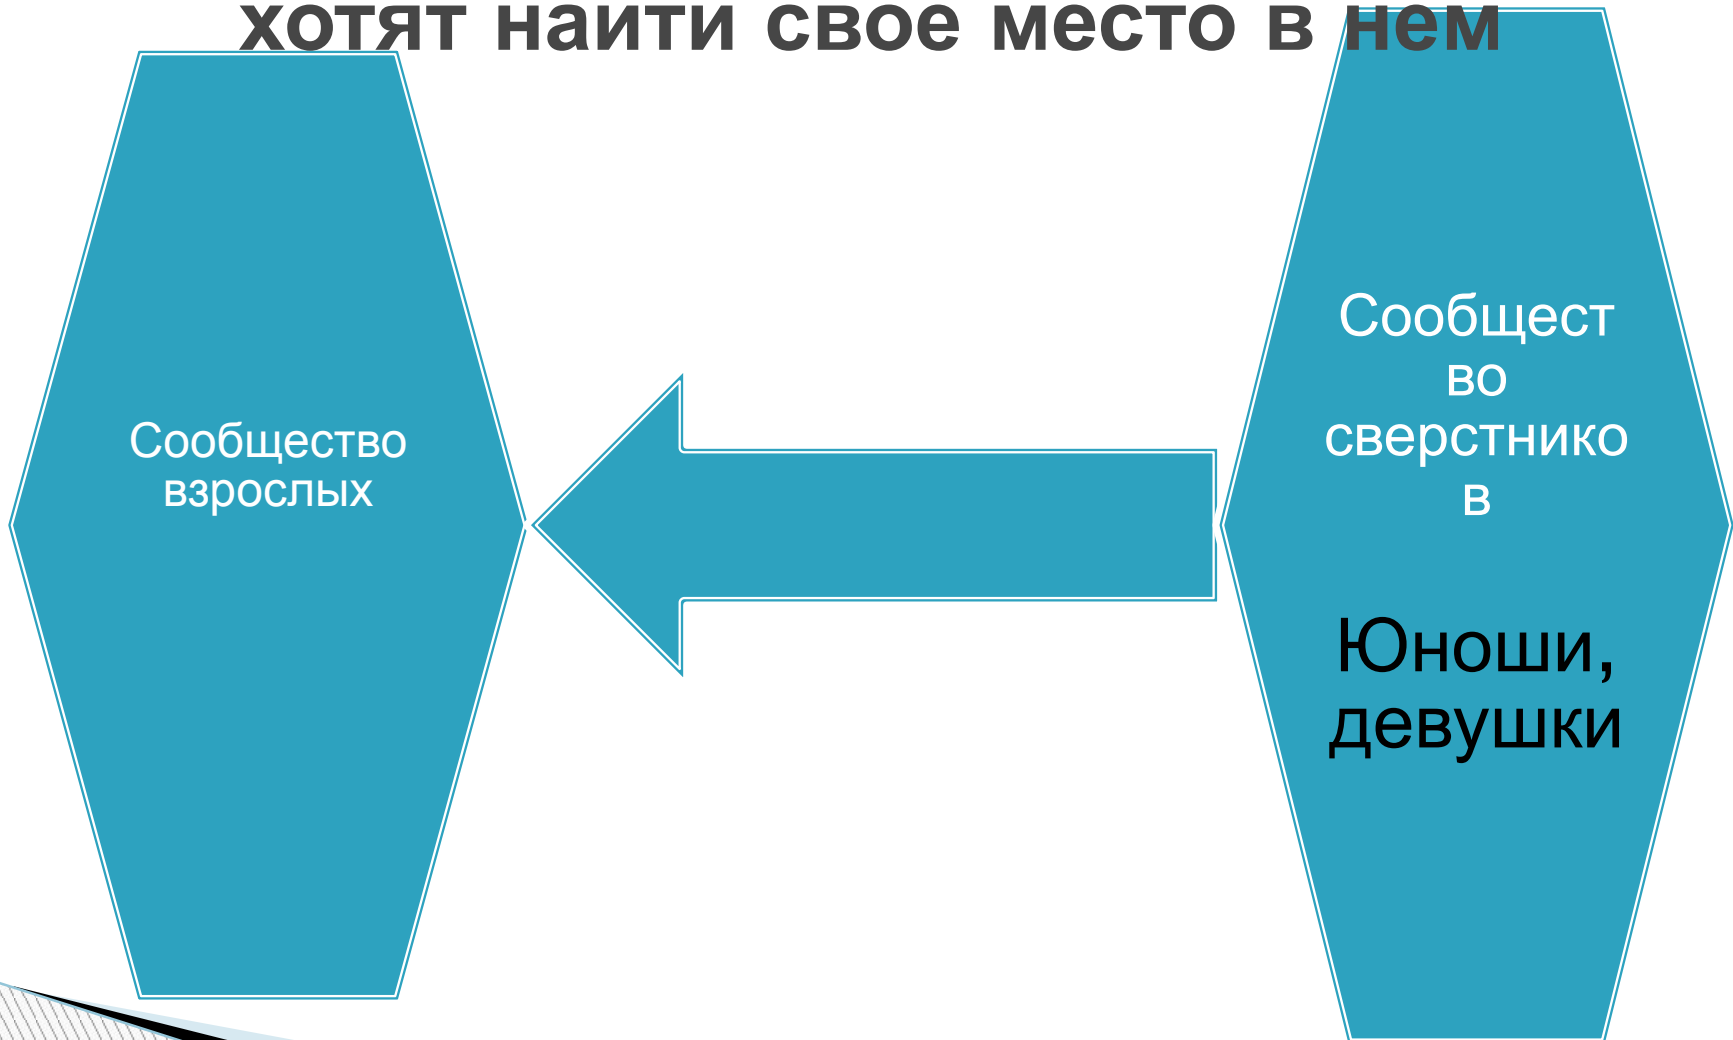 хотят найти свое место в нем
Сообщество
взрослых
Сообщест
во
сверстнико
в
Юноши,
девушки